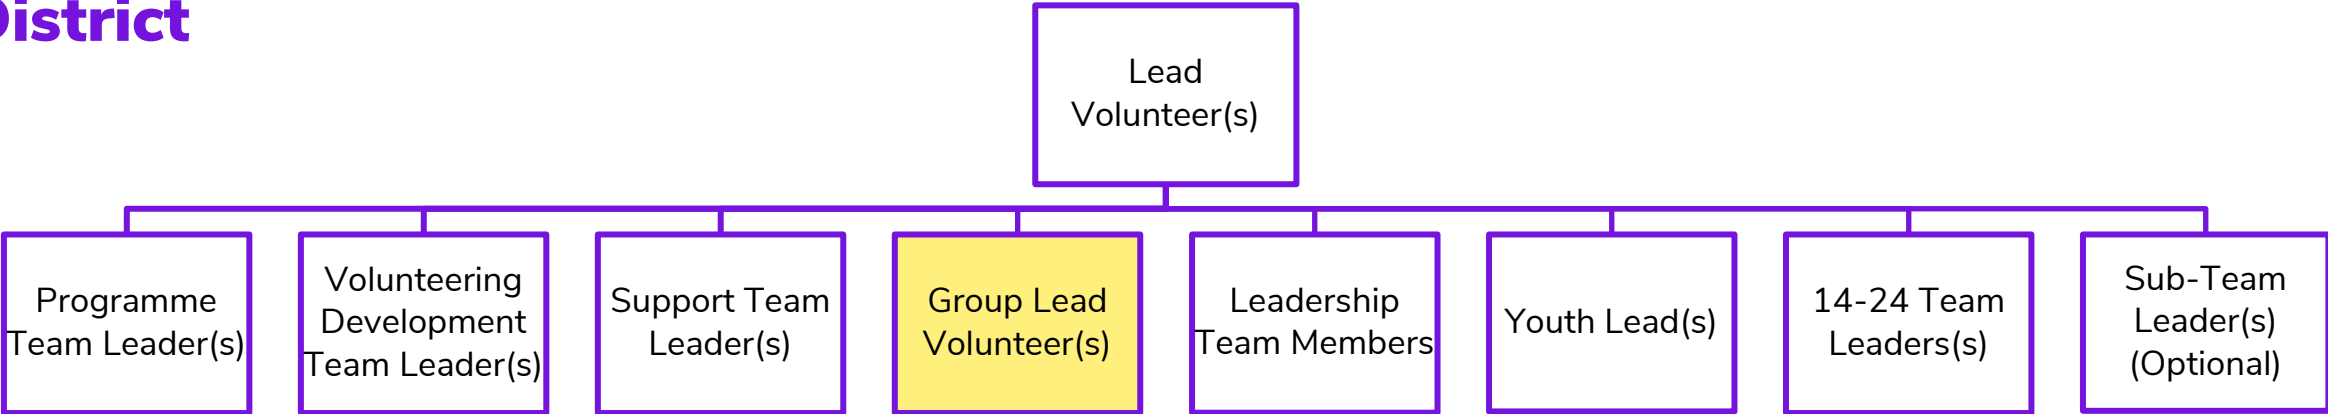 District
Lead
Volunteer(s)
Programme
Team Leader(s)
Volunteering
Development
Team Leader(s)
Support Team
Leader(s)
Group Lead
Volunteer(s)
Leadership
Team Members
Youth Lead(s)
14-24 Team
Leaders(s)
Sub-Team
Leader(s)
(Optional)